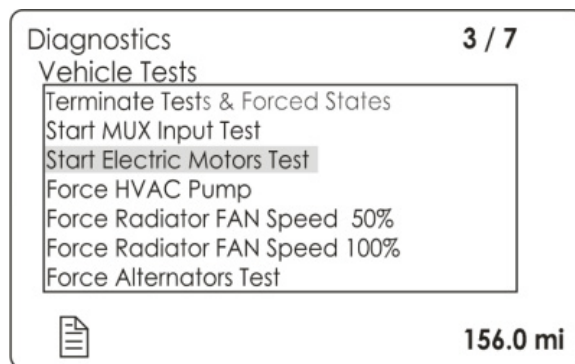 Diagnostics 3 / 7
Vehicle Tests
Terminate Tests & Forced States
Start MUX Input Test
Start Electric Motors Test
Force HVAC Pump
Force Radiator FAN Speed 50%
Force Radiator FAN Speed 100%
Force Alternators Test
156.0 mi